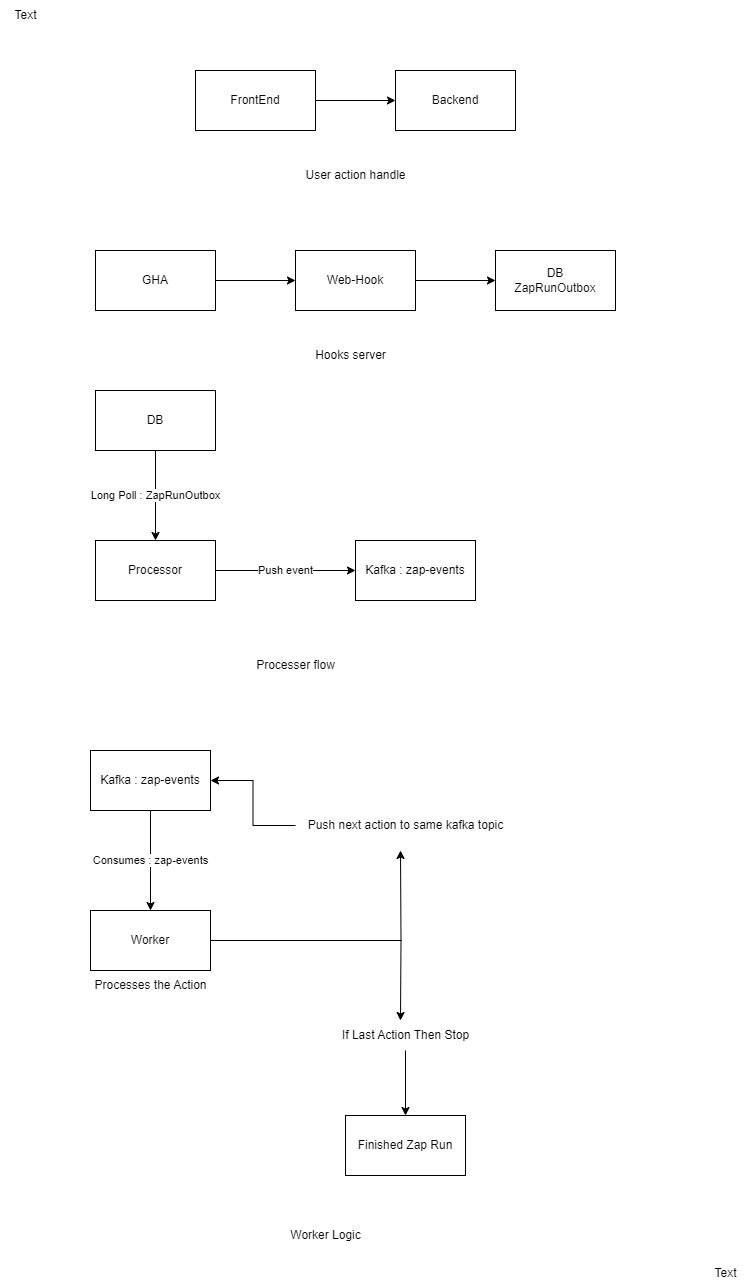 Text
FrontEnd
Backend
User action handle
GHA
Web-Hook
DB
ZapRunOutbox
Hooks server
DB
Long Poll : ZapRunOutbox
Processor
Push event
Kafka : zap-events
Processer flow
Kafka : zap-events
Push next action to same kafka topic
Consumes : zap-events
Worker
Processes the Action
If Last Action Then Stop
Finished Zap Run
Worker Logic
Text